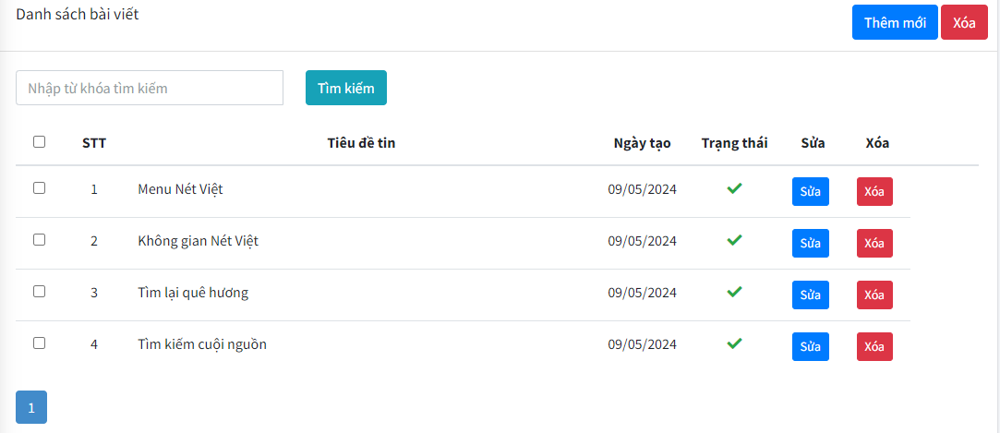 Danh sách bài viết
Thêm mới Xóa
Nhập từ khóa tìm kiếm Tìm kiếm
STT Tiêu đề tin Ngày tạo Trạng thái Sửa Xóa
1 Menu Nét Việt 09/05/2024 Sửa Xóa
2 Không gian Nét Việt 09/05/2024 Sửa Xóa
3 Tìm lại quê hương 09/05/2024 Sửa Xóa
4 Tìm kiếm cuội nguồn 09/05/2024 Sửa Xóa
1